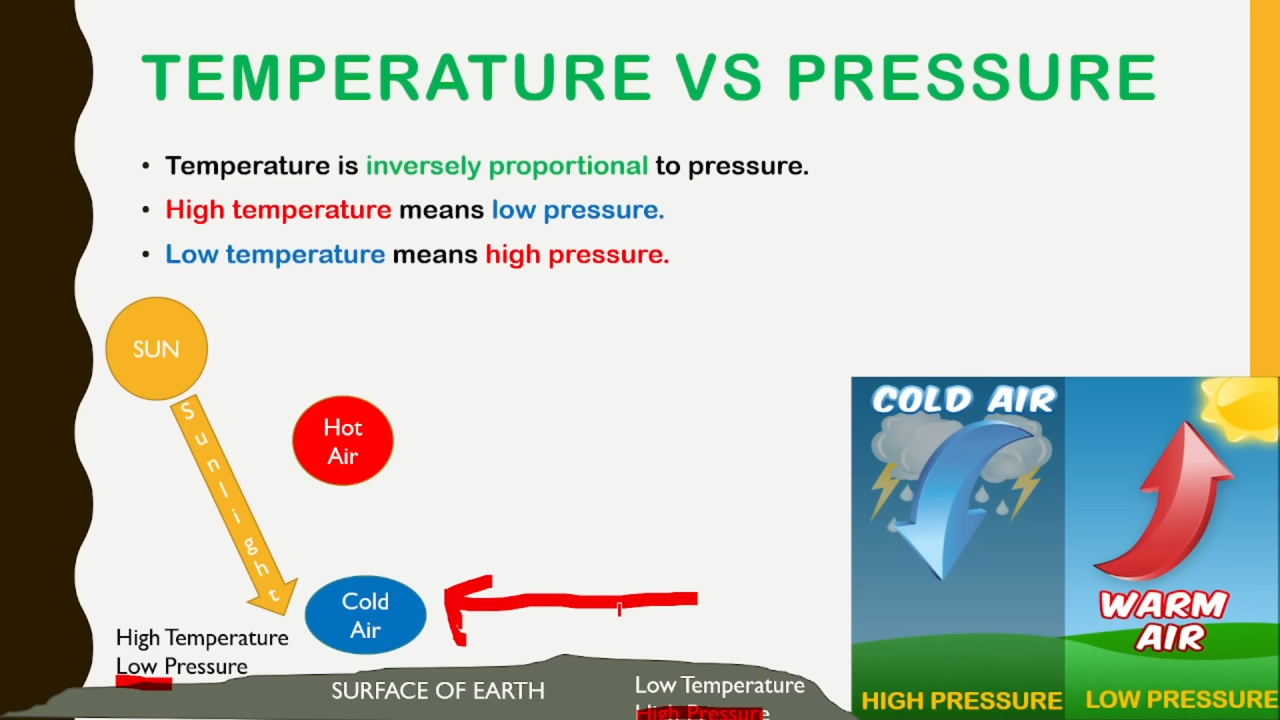 TEMPERATURE VS PRESSURE
• Temperature is inversely proportional to pressure.
• High temperature means low pressure.
• Low temperature means high pressure.
SUN
Sunlight
Hot
Air
Cold
Air
High Temperature
Low Pressure
SURFACE OF EARTH
Low Temperature
High Pressure
COLD AIR
HIGH PRESSURE
WARM
AIR
LOW PRESSURE